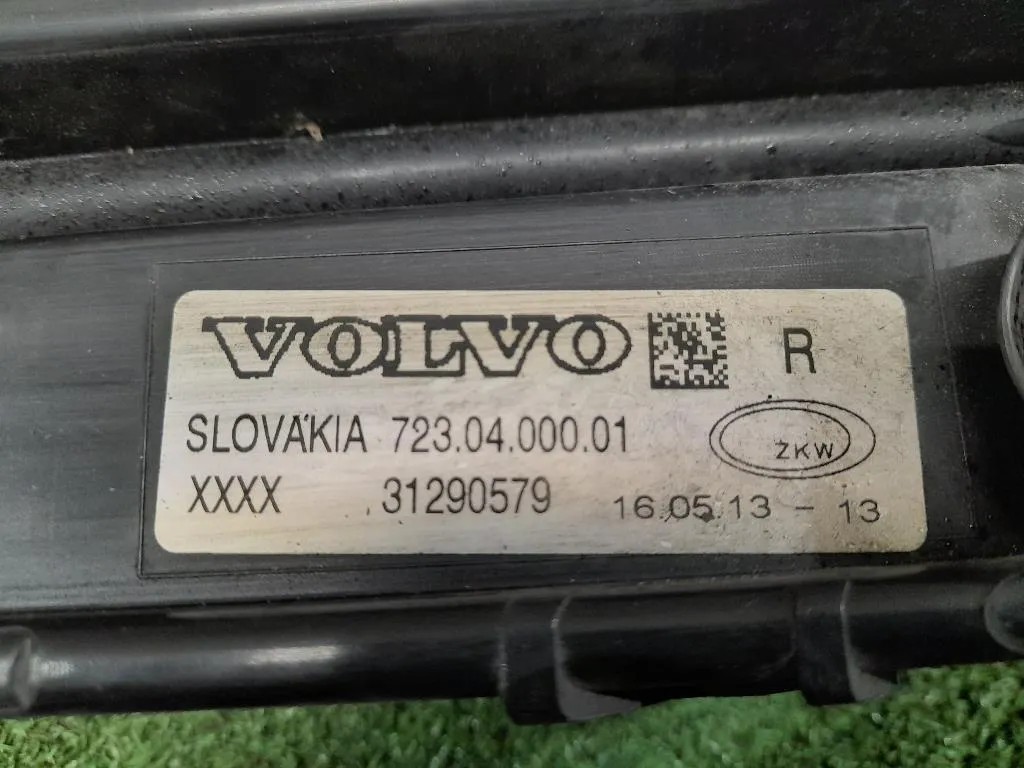 VOLVO R
SLOVAKIA 723.04.000.01
ZKW
XXXX 31290579 16.05.13 - 13